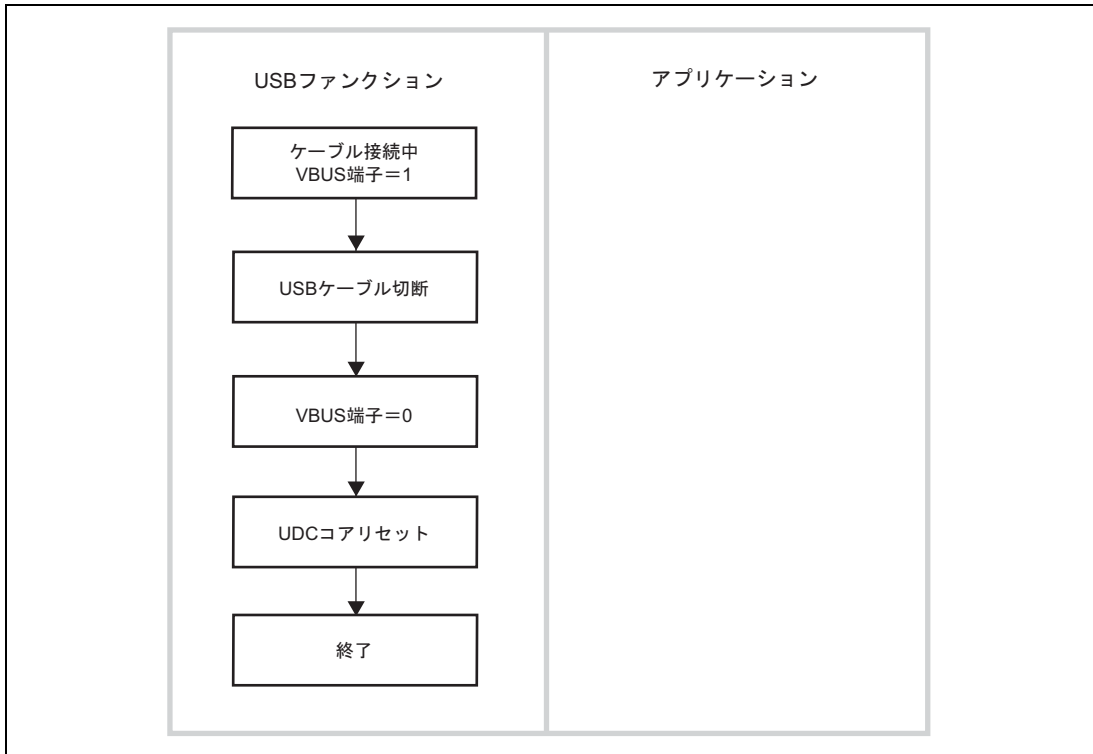 USBファンクション
アプリケーション
ケーブル接続中
VBUS端子＝1
USBケーブル切断
VBUS端子＝0
UDCコアリセット
終了